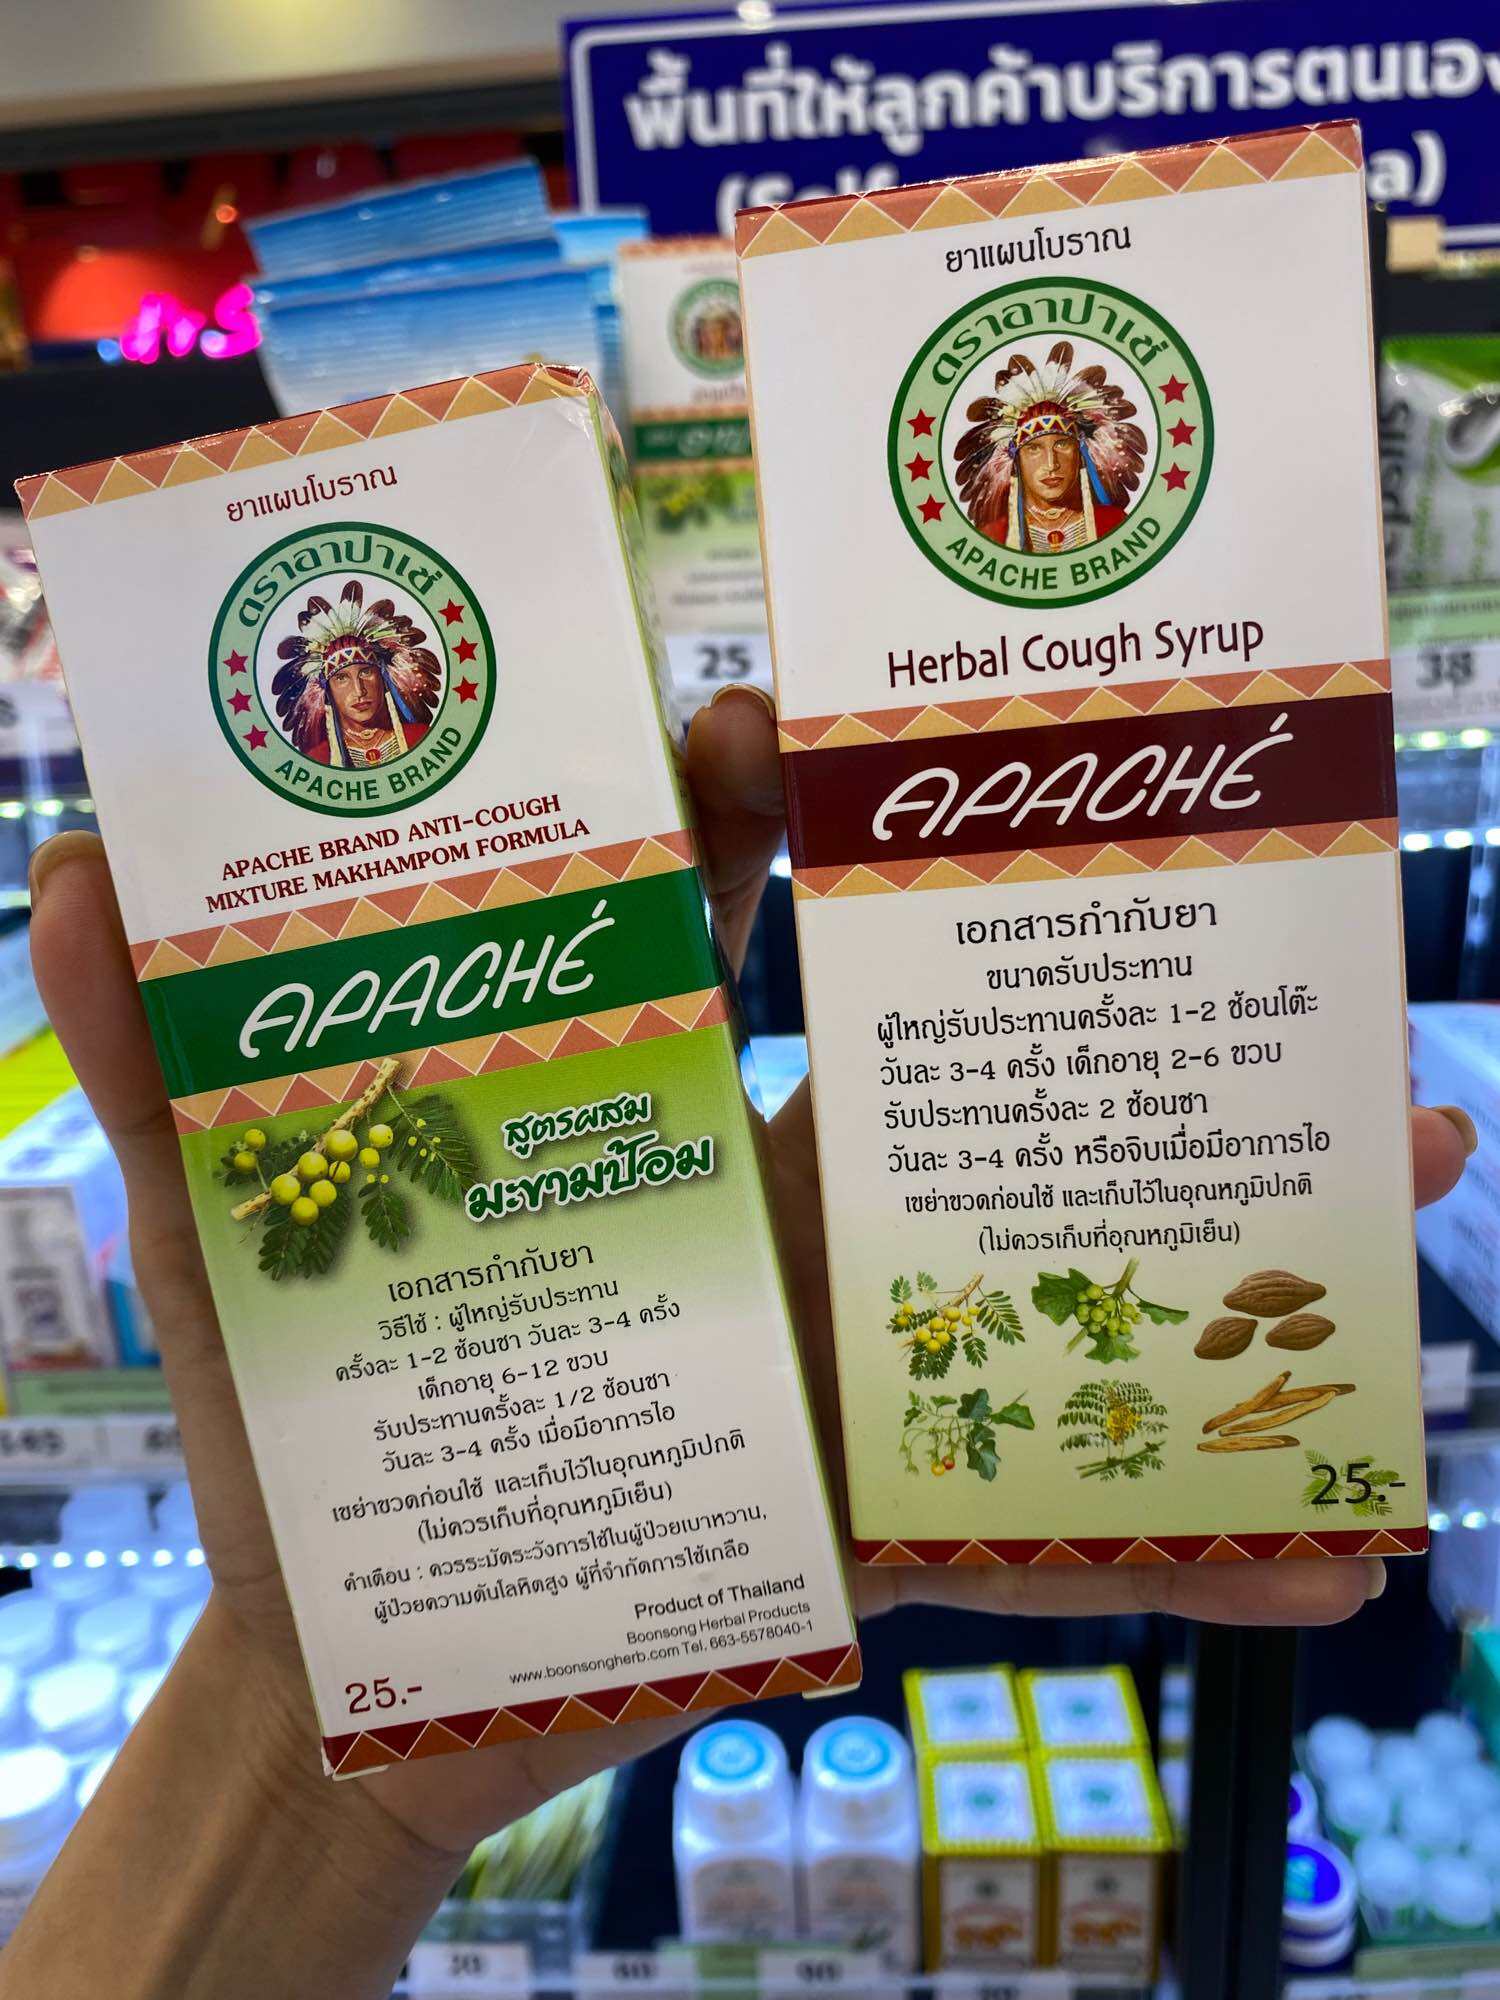 พื้นที่ให้ลูกค้าบริการตนเอง
ยาแผนโบราณ
ตราอาปาเช่
APACHE BRAND
APACHE BRAND ANTI-COUGH
MIXTURE MAKHAMPOM FORMULA
APACHÉ
สูตรผสม
มะขามป้อม
เอกสารกำกับยา
วิธีใช้ : ผู้ใหญ่รับประทาน
ครั้งละ 1-2 ช้อนชา วันละ 3-4 ครั้ง
เด็กอายุ 6-12 ขวบ
รับประทานครั้งละ 1/2 ช้อนชา
วันละ 3-4 ครั้ง เมื่อมีอาการไอ
เขย่าขวดก่อนใช้ และเก็บไว้ในอุณหภูมิปกติ
(ไม่ควรเก็บที่อุณหภูมิเย็น)
คำเตือน : ควรระมัดระวังการใช้ในผู้ป่วยเบาหวาน,
ผู้ป่วยความดันโลหิตสูง ผู้ที่จำกัดการใช้เกลือ
Product of Thailand
Boonsong Herbal Products
www.boonsongherb.com Tel. 663-5578040-1
25.-
ยาแผนโบราณ
ตราอาปาเช่
APACHE BRAND
Herbal Cough Syrup
APACHÉ
เอกสารกำกับยา
ขนาดรับประทาน
ผู้ใหญ่รับประทานครั้งละ 1-2 ช้อนโต๊ะ
วันละ 3-4 ครั้ง เด็กอายุ 2-6 ขวบ
รับประทานครั้งละ 2 ช้อนชา
วันละ 3-4 ครั้ง หรือจิบเมื่อมีอาการไอ
เขย่าขวดก่อนใช้ และเก็บไว้ในอุณหภูมิปกติ
(ไม่ควรเก็บที่อุณหภูมิเย็น)
25.-
25
38